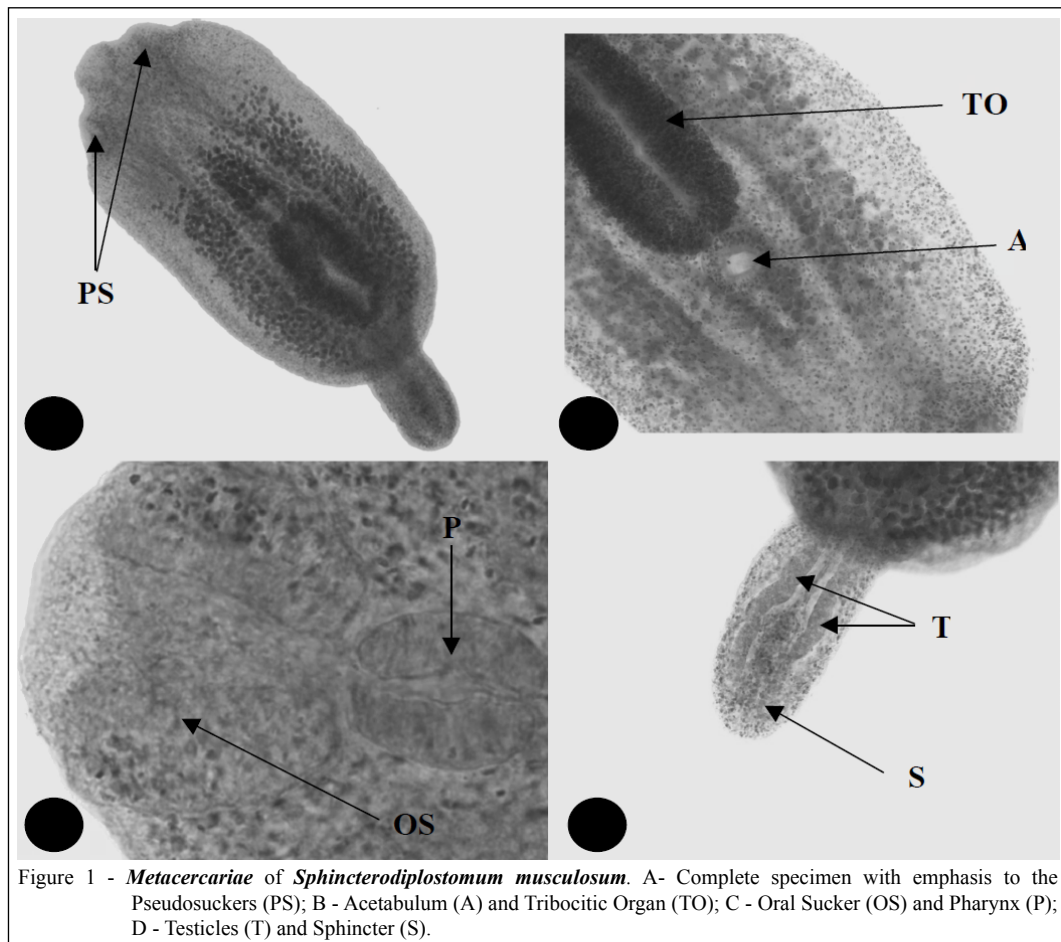 TO
A
PS
P
OS
T
S
Figure 1 - Metacercariae of Sphincterodiplostomum musculosum. A- Complete specimen with emphasis to the
Pseudosuckers (PS); B - Acetabulum (A) and Tribocitic Organ (TO); C - Oral Sucker (OS) and Pharynx (P);
D - Testicles (T) and Sphincter (S).